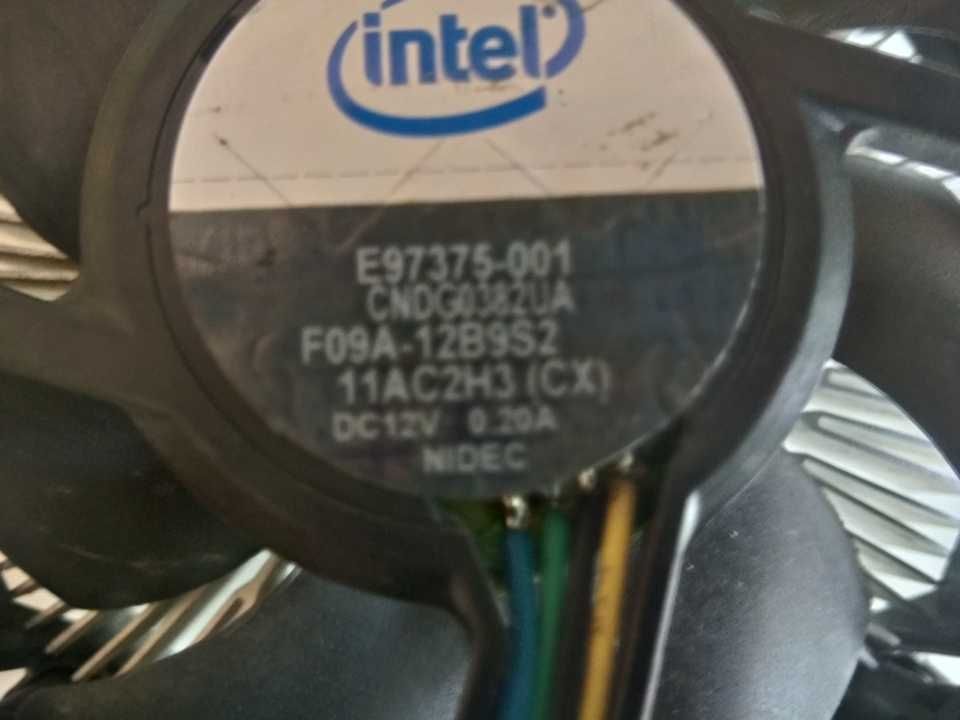 intel
E97375-001
CNDG0382UA
F09A-12B9S2
11AC2H3 (CX)
DC12V 0.20A
NIDEC